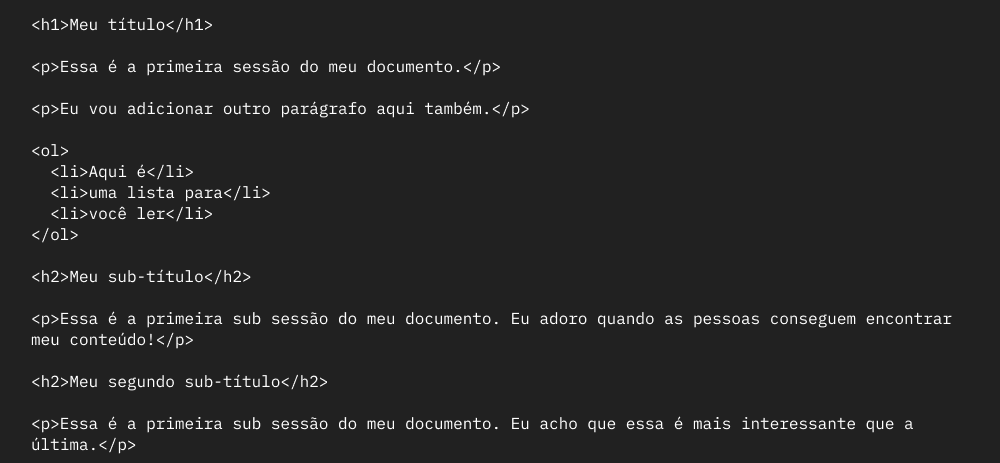 <h1>Meu título</h1>
<p>Essa é a primeira sessão do meu documento.</p>
<p>Eu vou adicionar outro parágrafo aqui também.</p>
<ol>
<li>Aqui é</li>
<li>uma lista para</li>
<li>você ler</li>
</ol>
<h2>Meu sub-título</h2>
<p>Essa é a primeira sub sessão do meu documento. Eu adoro quando as pessoas conseguem encontrar
meu conteúdo!</p>
<h2>Meu segundo sub-título</h2>
<p>Essa é a primeira sub sessão do meu documento. Eu acho que essa é mais interessante que a
última.</p>